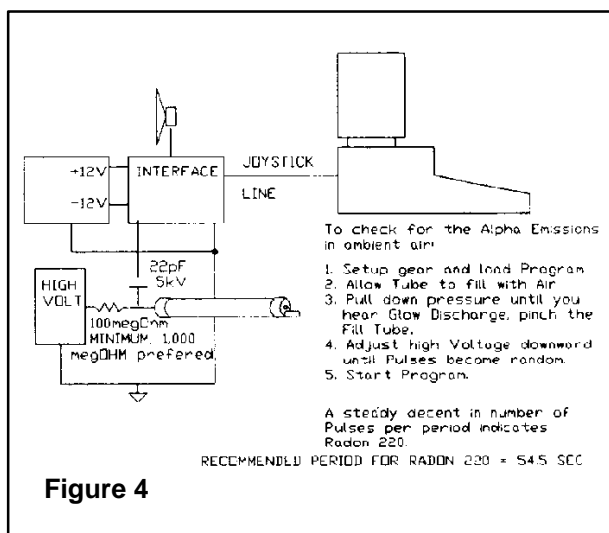 +12V
-12V
INTERFACE
JOYSTICK
LINE
HIGH
VOLT
22pF
5kV
100megOhm
MINIMUM, 1,000
megOHM preferred
To check for the Alpha Emissions
in ambient air:
1. Setup gear and load Program
2. Allow Tube to fill with Air
3. Pull down pressure until you
hear Glow Discharge, pinch the
Fill Tube.
4. Adjust high Voltage downward
until Pulses become random.
5. Start Program.
A steady decent in number of
Pulses per period indicates
Radon 220.
RECOMMENDED PERIOD FOR RADON 220 = 54.5 SEC
Figure 4